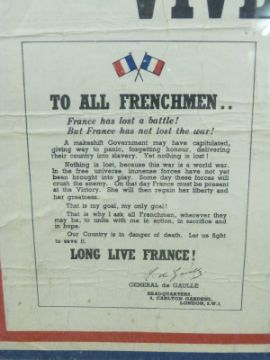 VIVE
TO ALL FRENCHMEN..
France has lost a battle!
But France has not lost the war!
A makeshift Government may have capitulated,
giving way to panic, forgetting honour, delivering
their country into slavery. Yet nothing is lost!
Nothing is lost, because this war is a world war.
In the free universe, immense forces have not yet
been brought into play. Some day these forces will
crush the enemy. On that day France must be present
at the Victory. She will then regain her liberty and
her greatness.
That is my goal, my only goal!
That is why I ask all Frenchmen, wherever they
may be, to unite with me in action, in sacrifice and
in hope.
Our Country is in danger of death. Let us fight
to save it.
LONG LIVE FRANCE!
GENERAL de GAULLE
HEADQUARTERS,
4, CARLTON GARDENS,
LONDON, S.W.1.